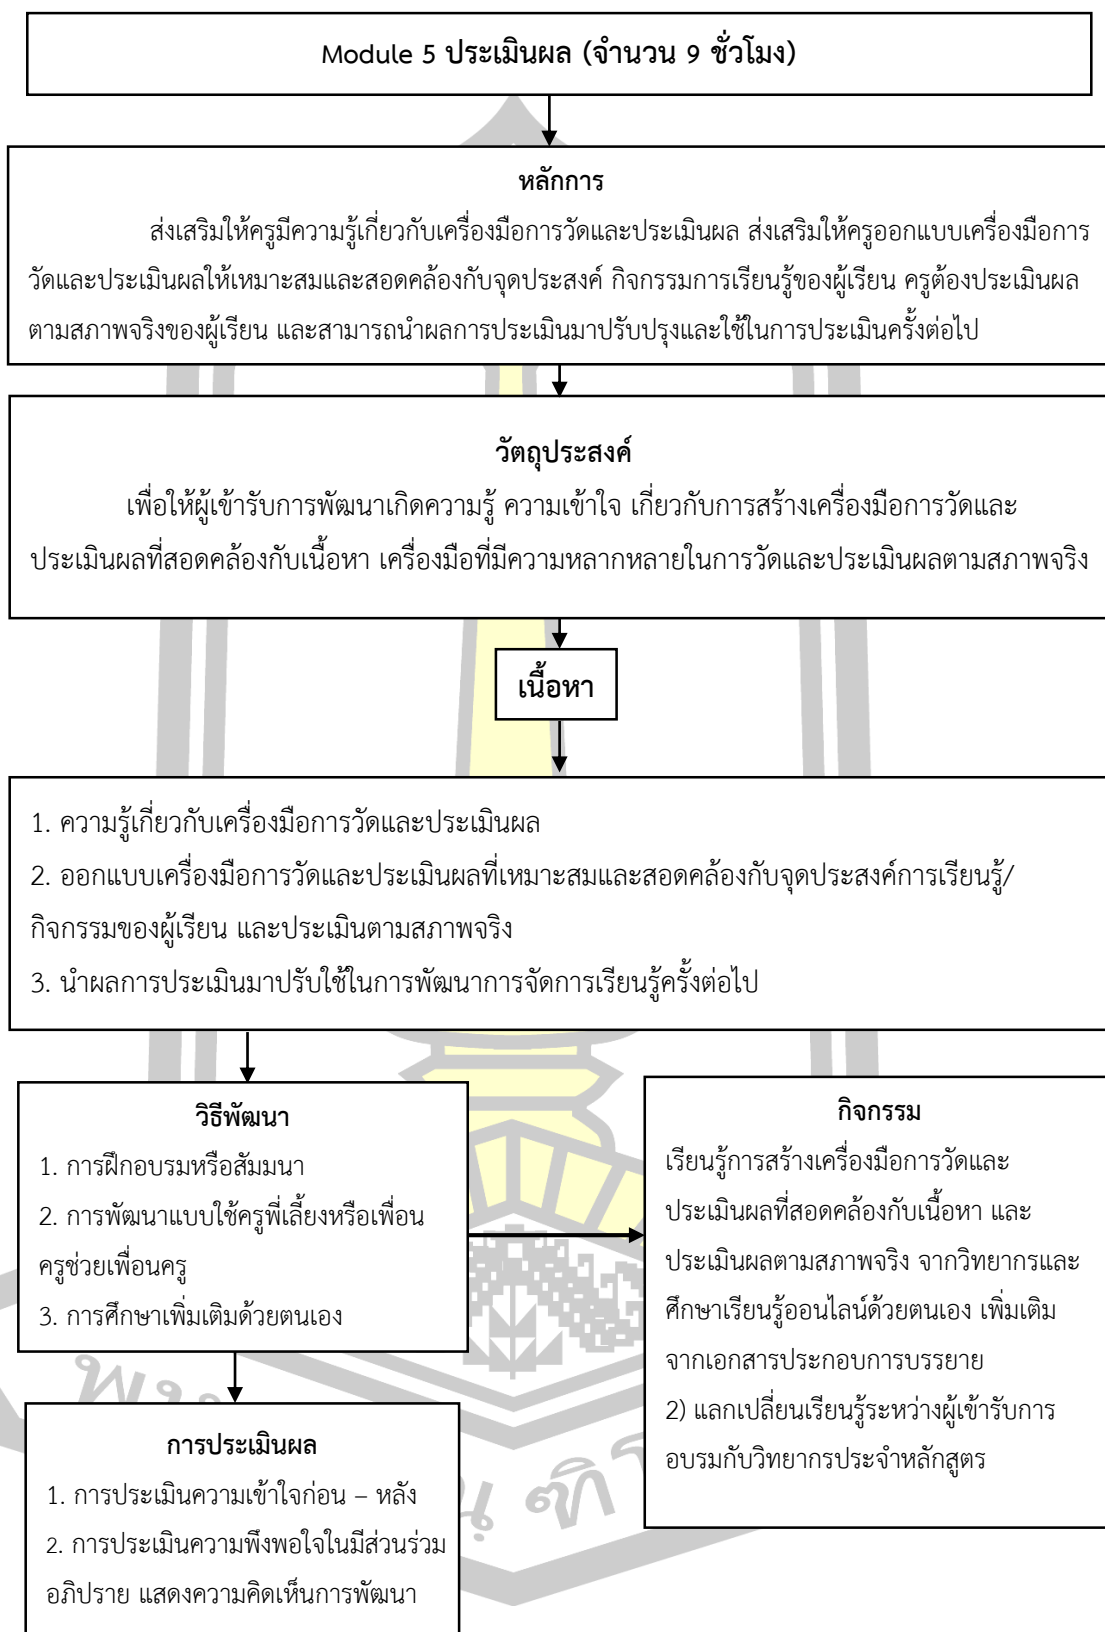 Module 5 ประเมินผล (จำนวน 9 ชั่วโมง)
หลักการ
ส่งเสริมให้ครูมีความรู้เกี่ยวกับเครื่องมือการวัดและประเมินผล ส่งเสริมให้ครูออกแบบเครื่องมือการ
วัดและประเมินผลให้เหมาะสมและสอดคล้องกับจุดประสงค์ กิจกรรมการเรียนรู้ของผู้เรียน ครูต้องประเมินผล
ตามสภาพจริงของผู้เรียน และสามารถนำผลการประเมินมาปรับปรุงและใช้ในการประเมินครั้งต่อไป
วัตถุประสงค์
เพื่อให้ผู้เข้ารับการพัฒนาเกิดความรู้ ความเข้าใจ เกี่ยวกับการสร้างเครื่องมือการวัดและ
ประเมินผลที่สอดคล้องกับเนื้อหา เครื่องมือที่มีความหลากหลายในการวัดและประเมินผลตามสภาพจริง
เนื้อหา
1. ความรู้เกี่ยวกับเครื่องมือการวัดและประเมินผล
2. ออกแบบเครื่องมือการวัดและประเมินผลที่เหมาะสมและสอดคล้องกับจุดประสงค์การเรียนรู้/
กิจกรรมของผู้เรียน และประเมินตามสภาพจริง
3. นำผลการประเมินมาปรับใช้ในการพัฒนาการจัดการเรียนรู้ครั้งต่อไป
วิธีพัฒนา
1. การฝึกอบรมหรือสัมมนา
2. การพัฒนาแบบใช้ครูพี่เลี้ยงหรือเพื่อน
ครูช่วยเพื่อนครู
3. การศึกษาเพิ่มเติมด้วยตนเอง
กิจกรรม
เรียนรู้การสร้างเครื่องมือการวัดและ
ประเมินผลที่สอดคล้องกับเนื้อหา และ
ประเมินผลตามสภาพจริง จากวิทยากรและ
ศึกษาเรียนรู้ออนไลน์ด้วยตนเอง เพิ่มเติม
จากเอกสารประกอบการบรรยาย
2) แลกเปลี่ยนเรียนรู้ระหว่างผู้เข้ารับการ
อบรมกับวิทยากรประจำหลักสูตร
การประเมินผล
1. การประเมินความเข้าใจก่อน – หลัง
2. การประเมินความพึงพอใจในมีส่วนร่วม
อภิปราย แสดงความคิดเห็นการพัฒนา